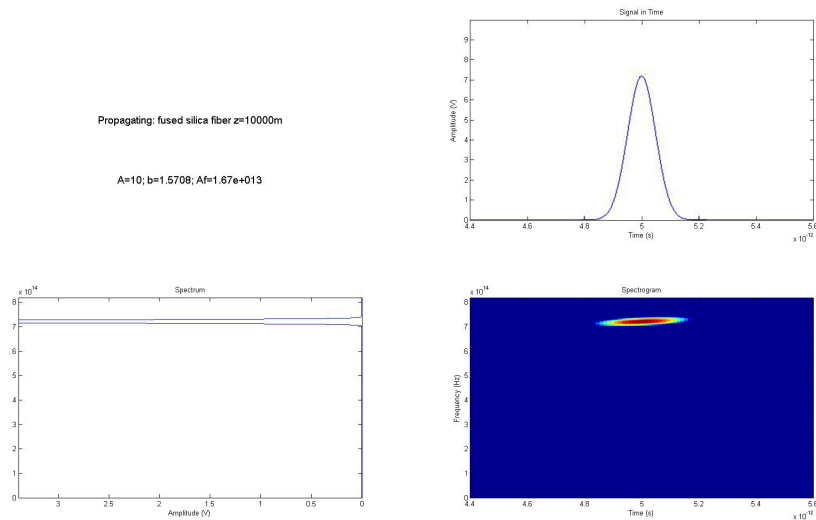 Propagating: fused silica fiber z=10000m
A=10; b=1.5708; Af=1.67e+013
Signal in Time
Amplitude (V)
9
8
7
6
5
4
3
2
1
0
4.4 4.6 4.8 5 5.2 5.4 5.6
Time (s)
x 10^-12
Spectrum
x 10^14
8
7
6
5
4
3
2
1
0
3 2.5 2 1.5 1 0.5 0
Amplitude (V)
Spectrogram
x 10^14
Frequency (Hz)
8
7
6
5
4
3
2
1
0
4.4 4.6 4.8 5 5.2 5.4 5.6
Time (s)
x 10^-12